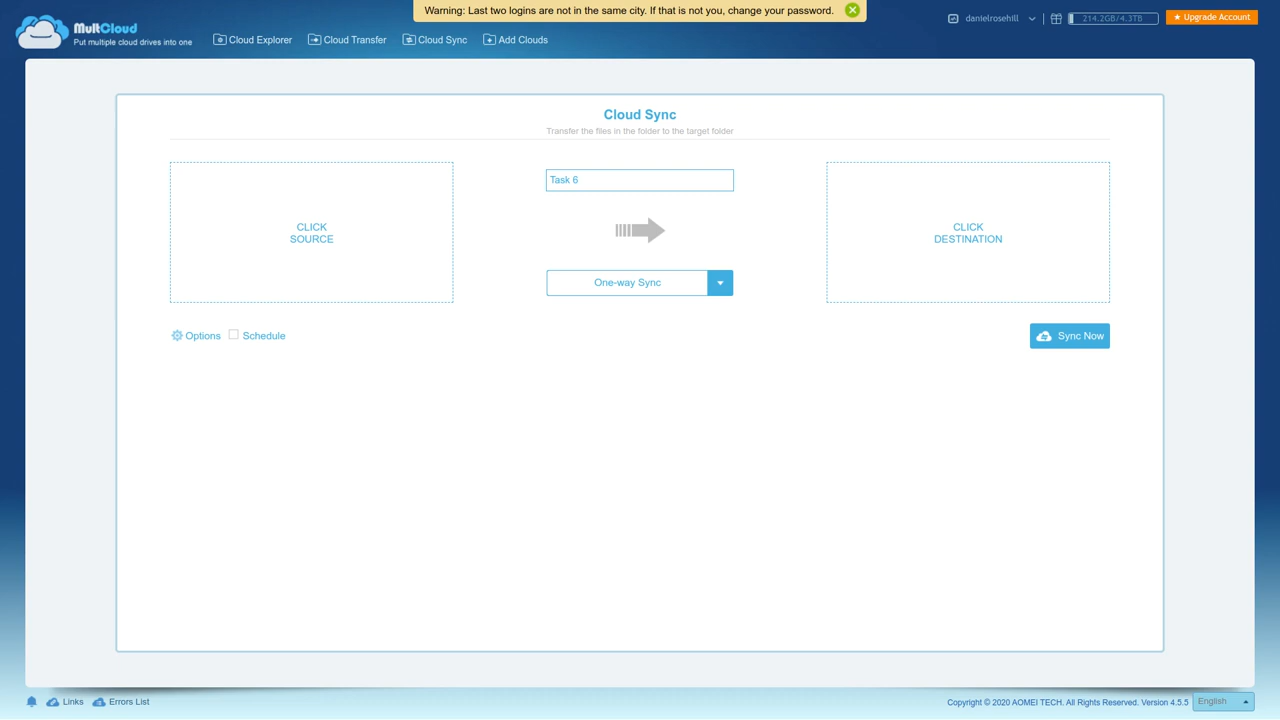 Warning: Last two logins are not in the same city. If that is not you, change your password.
MultCloud
Put multiple cloud drives into one
Cloud Explorer
Cloud Transfer
Cloud Sync
Add Clouds
danielrosehill
214.2GB/4.3TB
★ Upgrade Account
Cloud Sync
Transfer the files in the folder to the target folder
CLICK
SOURCE
Task 6
One-way Sync
CLICK
DESTINATION
Options
Schedule
Sync Now
Links
Errors List
Copyright © 2020 AOMEI TECH. All Rights Reserved. Version 4.5.5
English